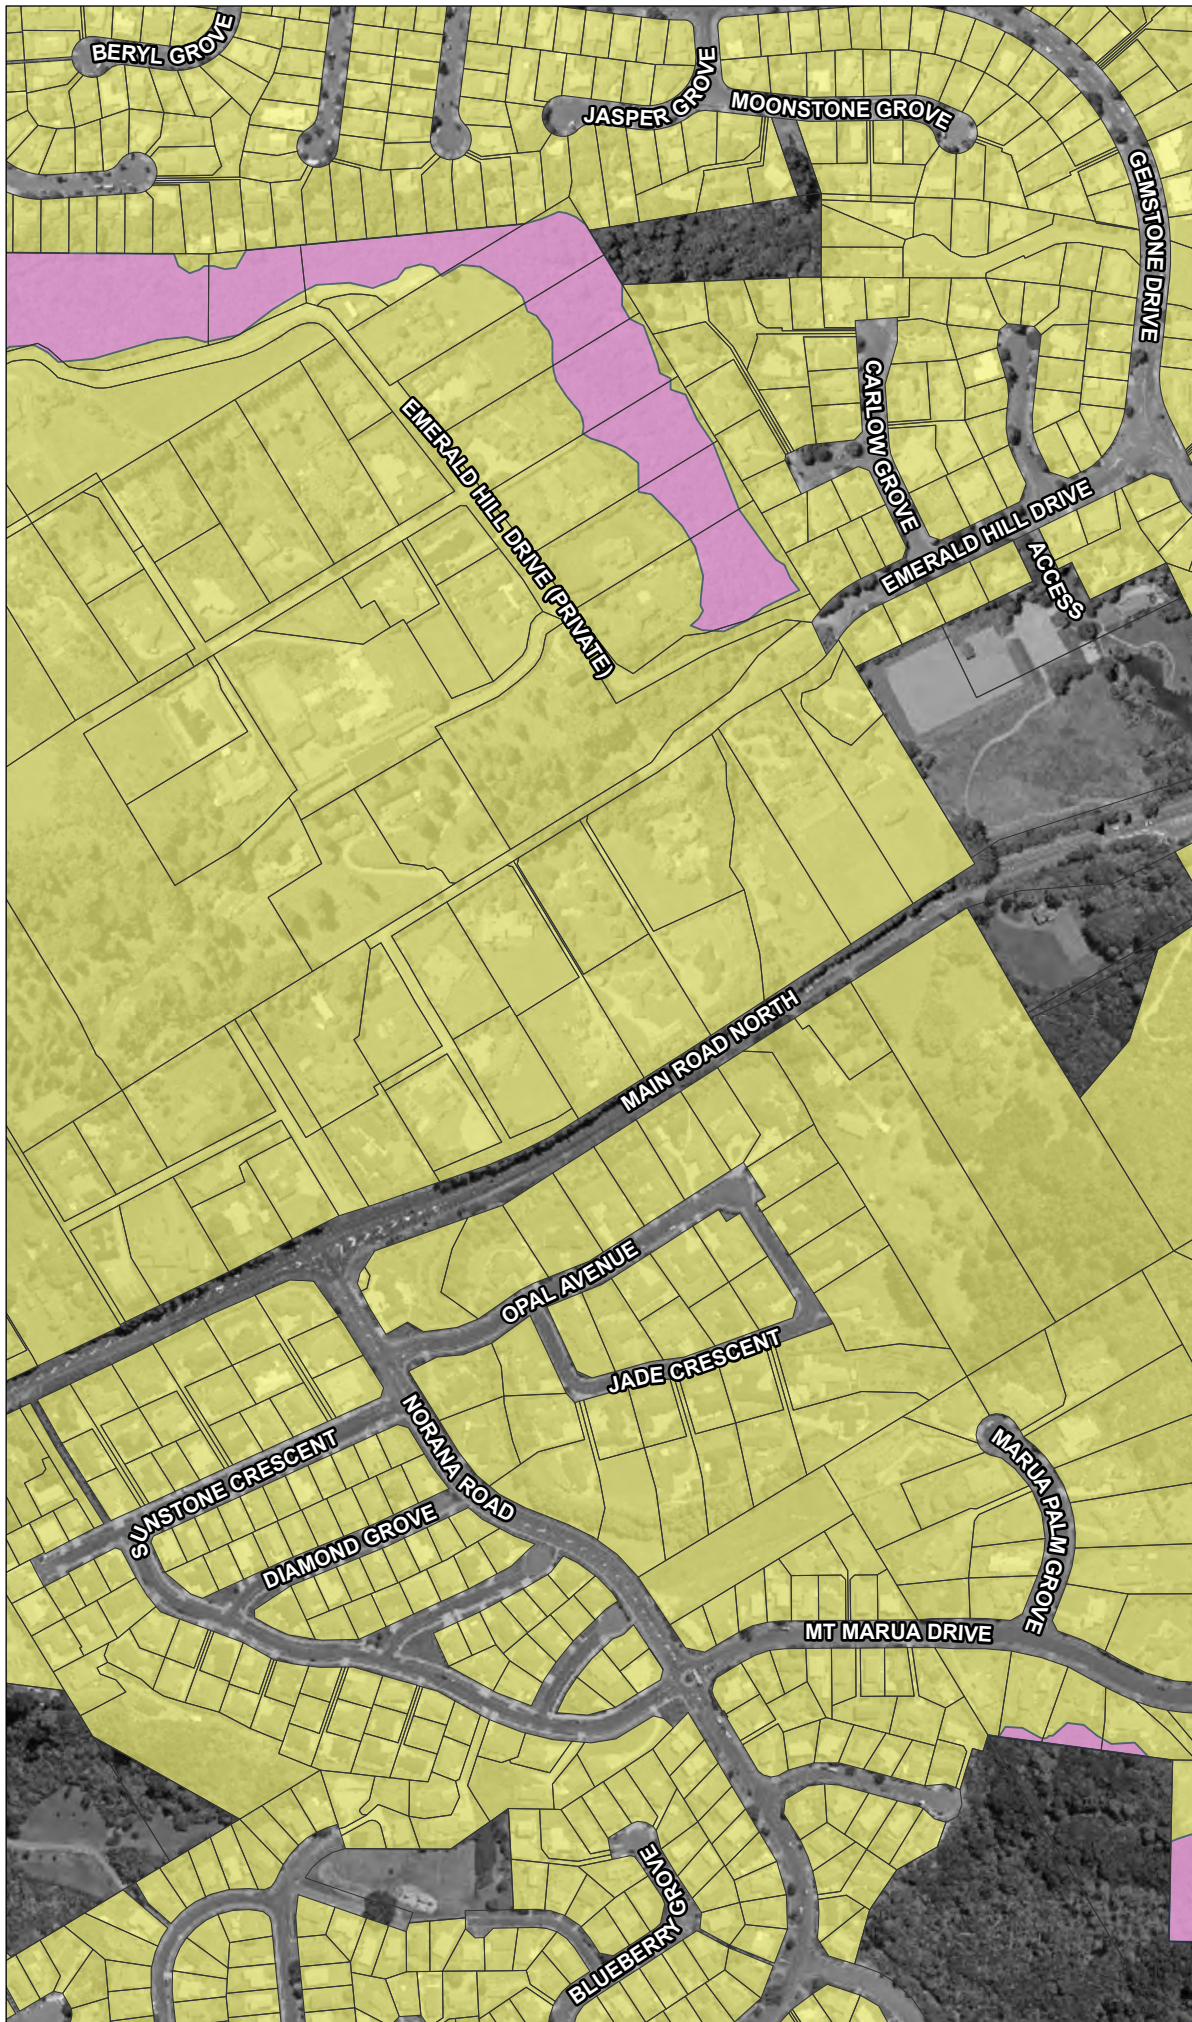 BERYL GROVE
JASPER GROVE
MOONSTONE GROVE
GEMSTONE DRIVE
CARLOW GROVE
EMERALD HILL DRIVE (PRIVATE)
EMERALD HILL DRIVE
ACCESS
MAIN ROAD NORTH
OPAL AVENUE
JADE CRESCENT
NORANA ROAD
SUNSTONE CRESCENT
DIAMOND GROVE
MARUA PALM GROVE
MT MARUA DRIVE
BLUEBERRY GROVE